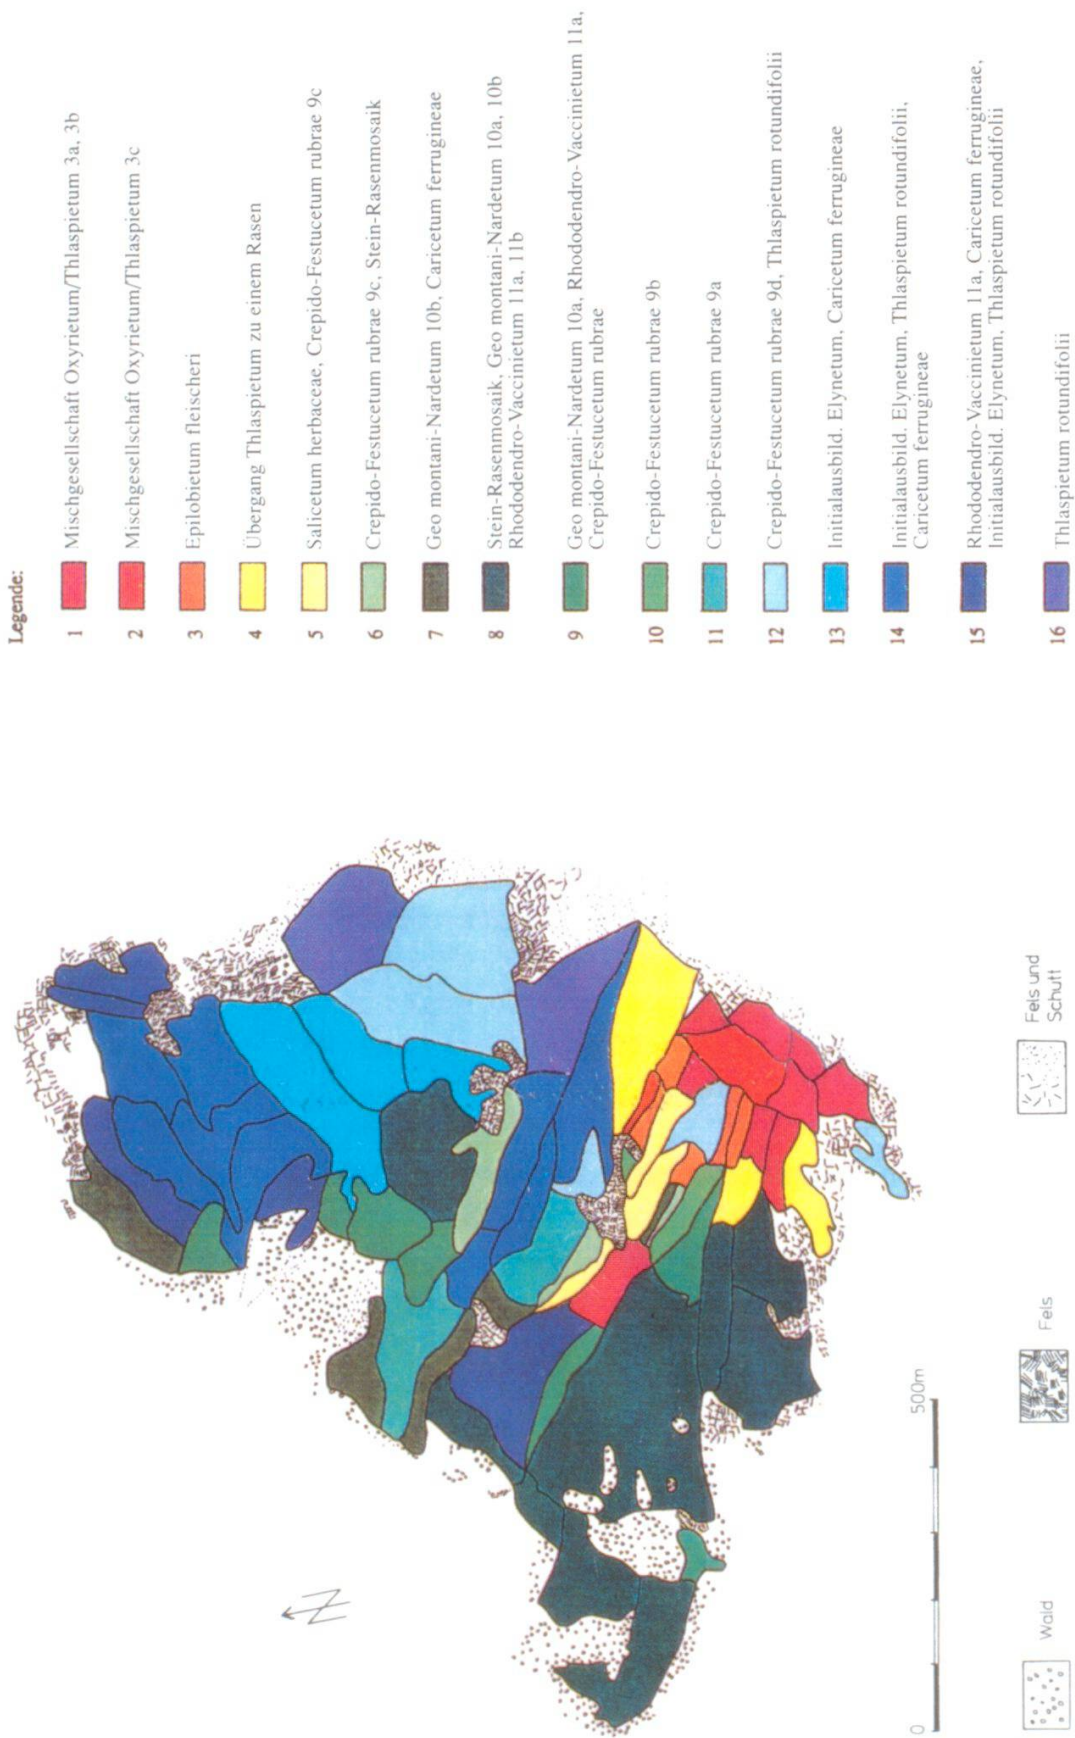 Legende:
1 Mischgesellschaft Oxyrietum/Thlaspietum 3a, 3b
2 Mischgesellschaft Oxyrietum/Thlaspietum 3c
3 Epilobietum fleischeri
4 Übergang Thlaspietum zu einem Rasen
5 Salicetum herbaceae, Crepido-Festucetum rubrae 9c
6 Crepido-Festucetum rubrae 9c, Stein-Rasenmosaik
7 Geo montani-Nardetum 10b, Caricetum ferrugineae
8 Stein-Rasenmosaik, Geo montani-Nardetum 10a, 10b
Rhododendro-Vaccinietum 11a, 11b
9 Geo montani-Nardetum 10a, Rhododendro-Vaccinietum 11a,
Crepido-Festucetum rubrae
10 Crepido-Festucetum rubrae 9b
11 Crepido-Festucetum rubrae 9a
12 Crepido-Festucetum rubrae 9d, Thlaspietum rotundifolii
13 Initialausbild. Elynetum, Caricetum ferrugineae
14 Initialausbild. Elynetum, Thlaspietum rotundifolii,
Caricetum ferrugineae
15 Rhododendro-Vaccinietum 11a, Caricetum ferrugineae,
Initialausbild. Elynetum, Thlaspietum rotundifolii
16 Thlaspietum rotundifolii
N
0 500m
Wald
Fels
Fels und
Schutt